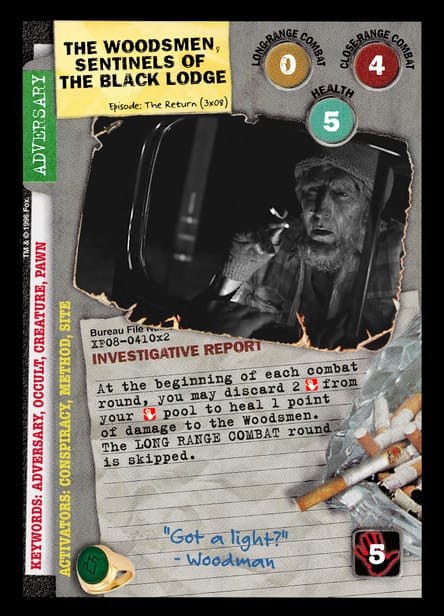 THE WOODSMEN,
SENTINELS OF
THE BLACK LODGE
Episode: The Return (3x08)
LONG-RANGE COMBAT
0
CLOSE-RANGE COMBAT
4
HEALTH
5
ADVERSARY
TM & © 1996 Fox.
KEYWORDS: ADVERSARY, OCCULT, CREATURE, PAWN
ACTIVATORS: CONSPIRACY, METHOD, SITE
Bureau File
XF08-0410x2
INVESTIGATIVE REPORT
At the beginning of each combat
round, you may discard 2 from
your pool to heal 1 point
of damage to the Woodsmen.
The LONG RANGE COMBAT round
is skipped.
"Got a light?"
- Woodman
5